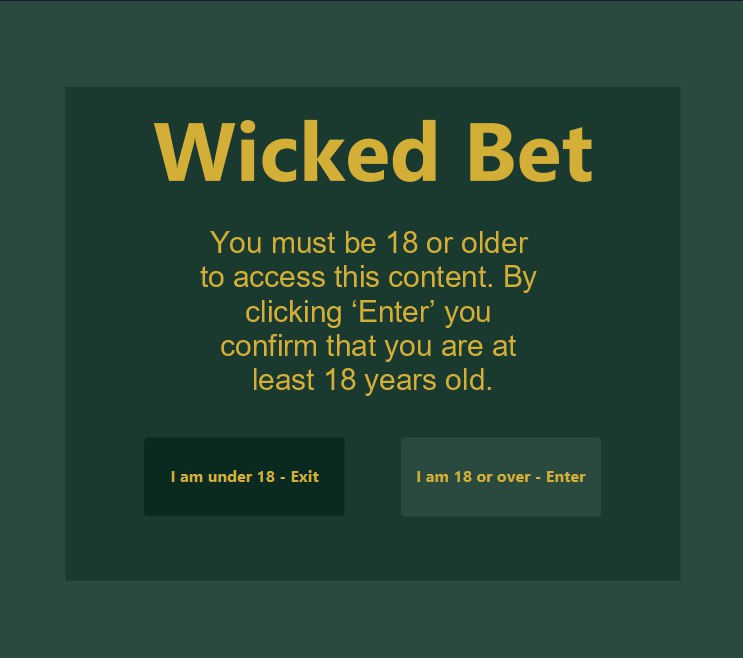 Wicked Bet
You must be 18 or older
to access this content. By
clicking ‘Enter’ you
confirm that you are at
least 18 years old.
I am under 18 - Exit
I am 18 or over - Enter